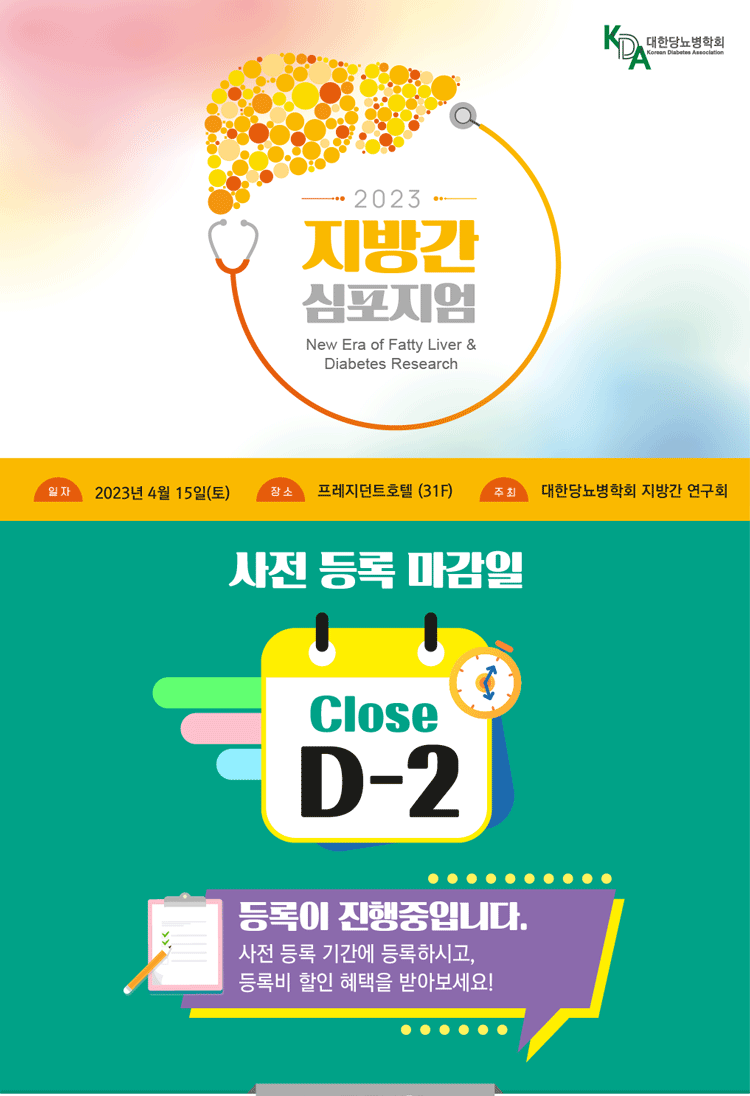 KDA 대한당뇨병학회
Korean Diabetes Association
2023
지방간
심포지엄
New Era of Fatty Liver &
Diabetes Research
일자 2023년 4월 15일(토) 장소 프레지던트호텔 (31F) 주최 대한당뇨병학회 지방간 연구회
사전 등록 마감일
Close
D-2
등록이 진행중입니다.
사전 등록 기간에 등록하시고,
등록비 할인 혜택을 받아보세요!